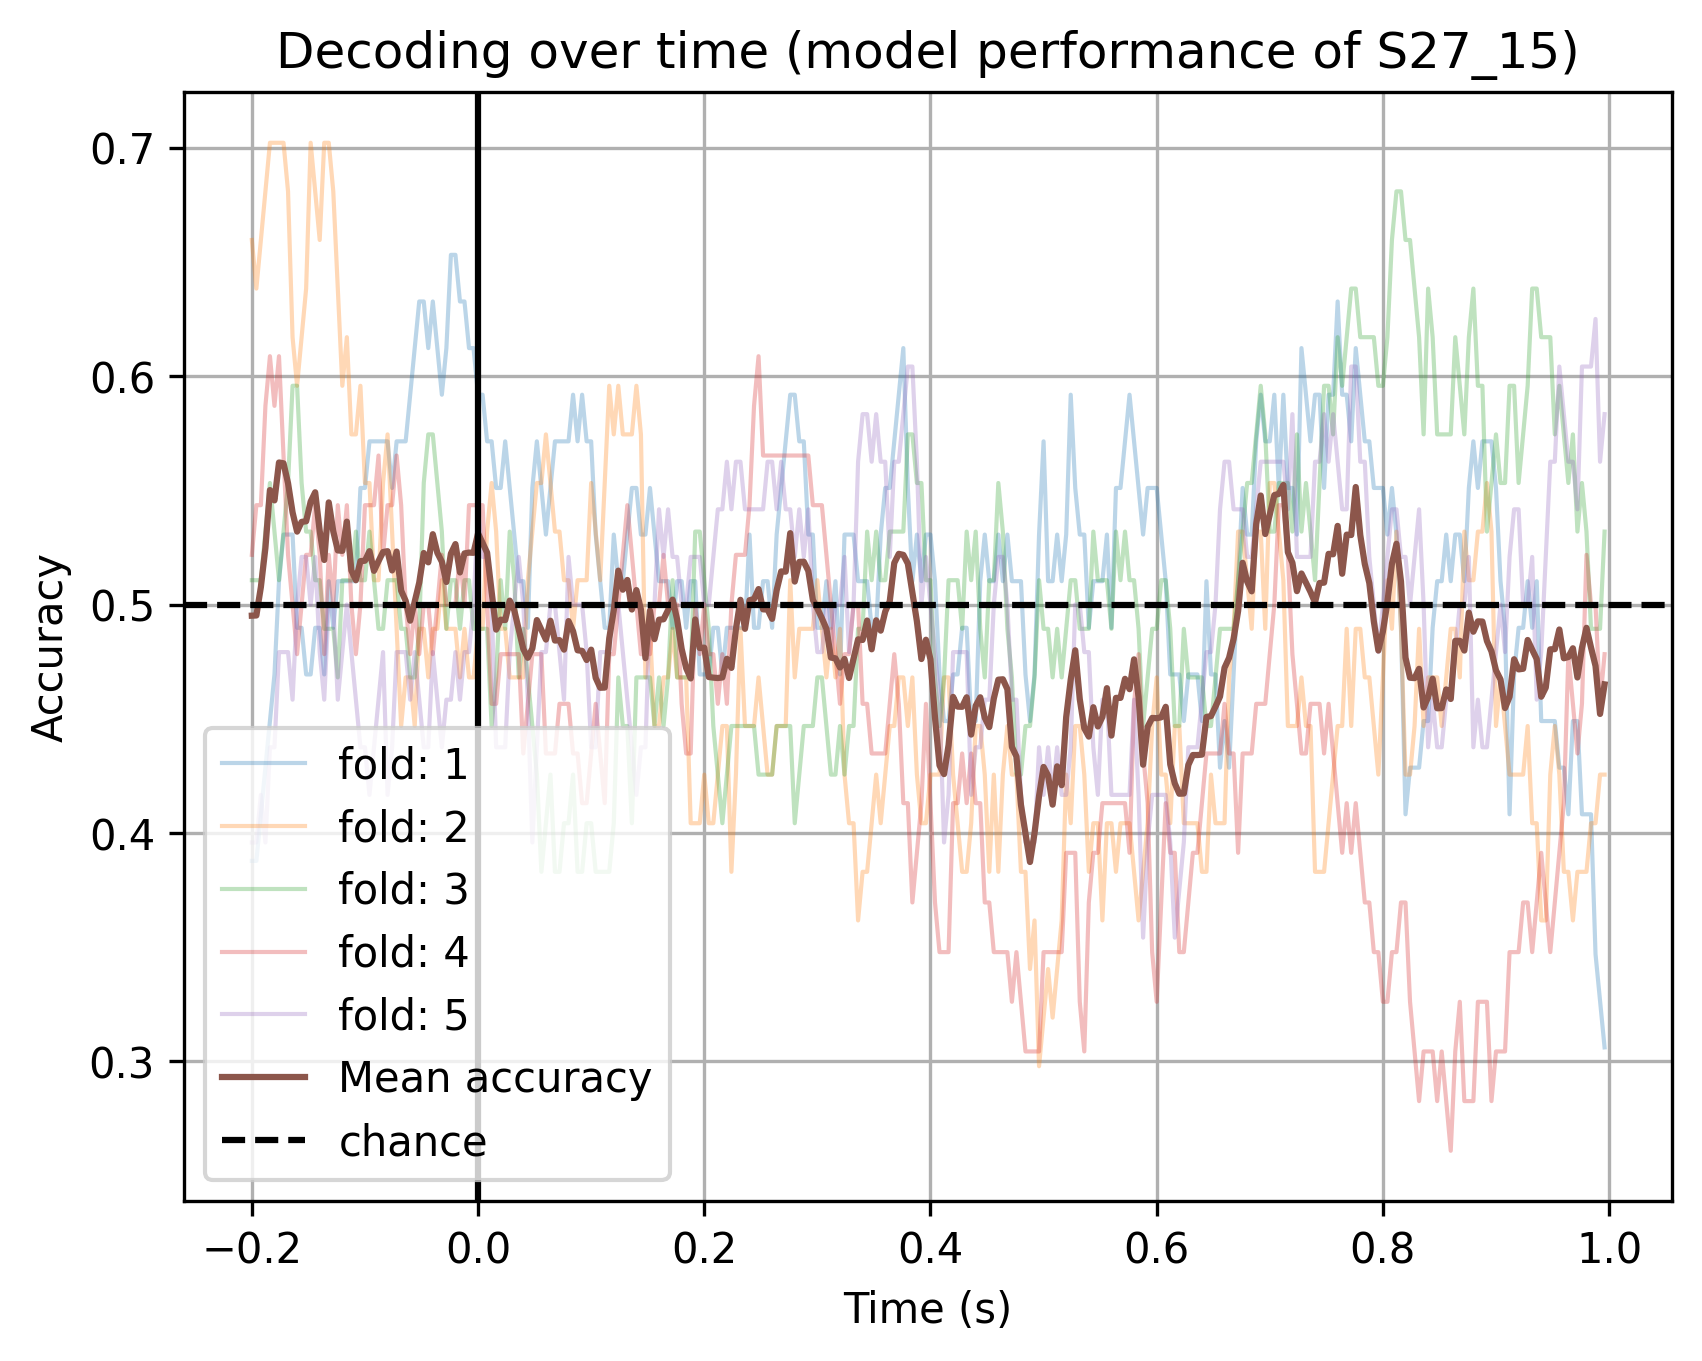 Decoding over time (model performance of S27_15)
Accuracy
0.7
0.6
0.5
0.4
0.3
fold: 1
fold: 2
fold: 3
fold: 4
fold: 5
Mean accuracy
chance
−0.2 0.0 0.2 0.4 0.6 0.8 1.0
Time (s)